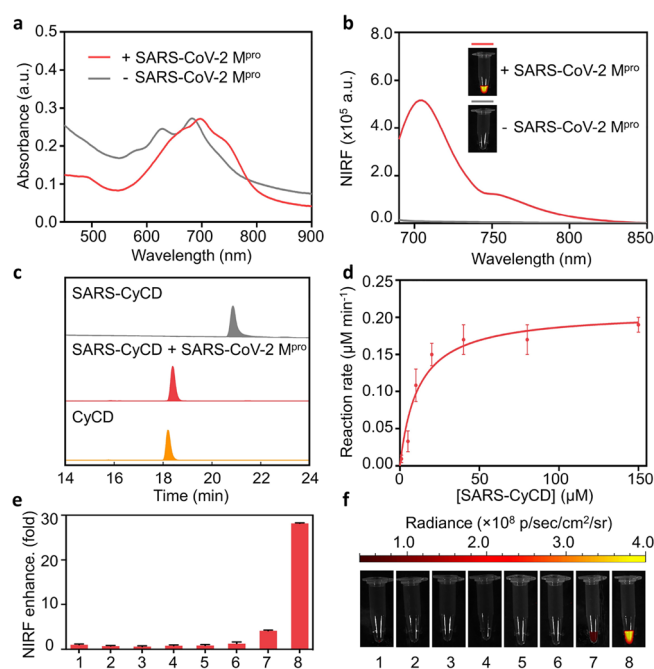 a
0.5
0.4
0.3
0.2
0.1
0
Absorbance (a.u.)
+ SARS-CoV-2 Mpro
- SARS-CoV-2 Mpro
500 600 700 800 900
Wavelength (nm)
b
8.0
6.0
4.0
2.0
0.0
NIRF (x10⁵ a.u.)
+ SARS-CoV-2 Mpro
- SARS-CoV-2 Mpro
700 750 800 850
Wavelength (nm)
c
SARS-CyCD
SARS-CyCD + SARS-CoV-2 Mpro
CyCD
14 16 18 20 22 24
Time (min)
d
0.25
0.20
0.15
0.10
0.05
0.00
Reaction rate (μM min⁻¹)
0 50 100 150
[SARS-CyCD] (μM)
e
30
20
10
0
NIRF enhance. (fold)
1 2 3 4 5 6 7 8
f
Radiance (×10⁸ p/sec/cm²/sr)
1.0 2.0 3.0 4.0
1 2 3 4 5 6 7 8